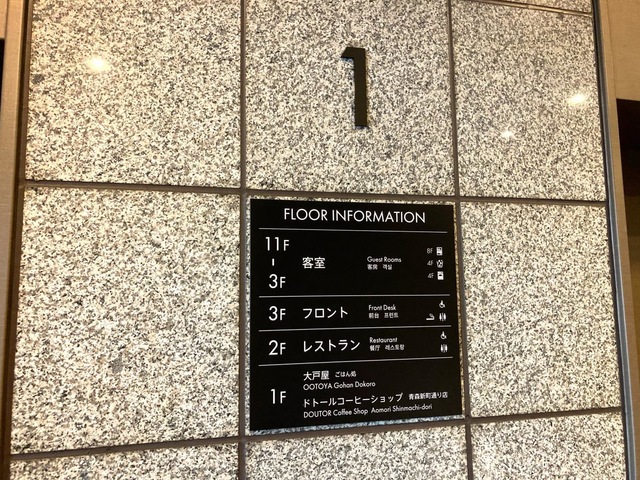 1
FLOOR INFORMATION
11F
3F
客室
Guest Rooms
客房 객실
8F
4F
4F
3F フロント
Front Desk
前台 프런트
2F レストラン
Restaurant
餐厅 레스토랑
1F
大戸屋 ごはん処
OOTOYA Gohan Dokoro
ドトールコーヒーショップ 青森新町通り店
DOUTOR Coffee Shop Aomori Shinmachi-dori